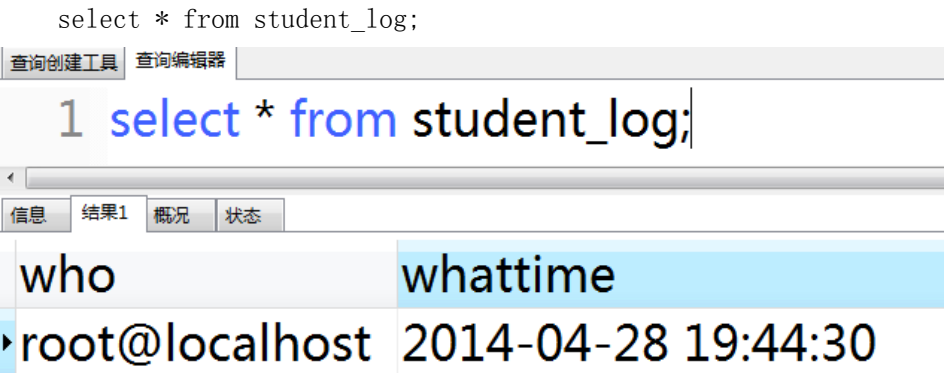 select * from student_log;
查询创建工具 查询编辑器
1 select * from student_log;
信息 结果1 概况 状态
who whattime
root@localhost 2014-04-28 19:44:30